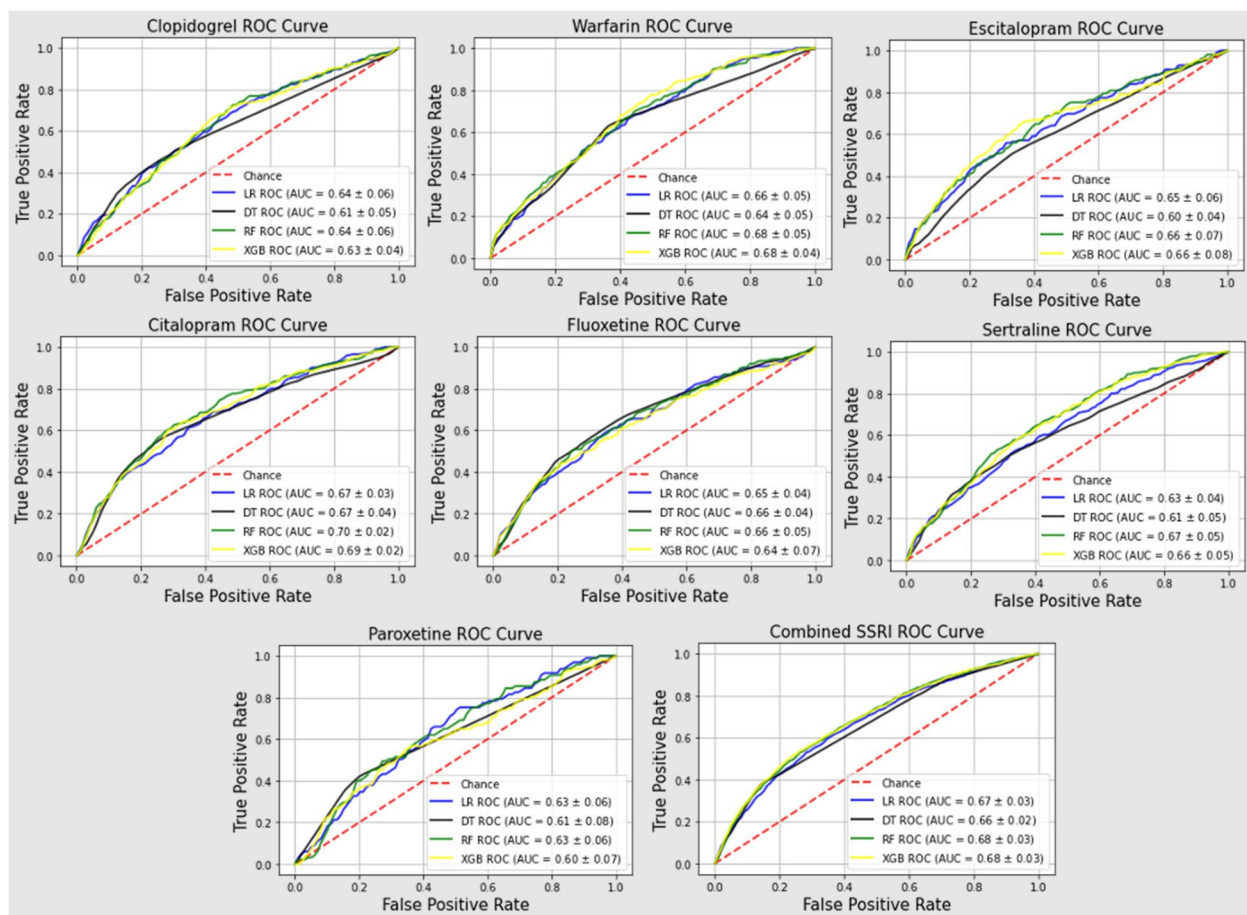 Clopidogrel ROC Curve
True Positive Rate
1.0
0.8
0.6
0.4
0.2
0.0
Chance
LR ROC (AUC = 0.64 ± 0.06)
DT ROC (AUC = 0.61 ± 0.05)
RF ROC (AUC = 0.64 ± 0.06)
XGB ROC (AUC = 0.63 ± 0.04)
0.0 0.2 0.4 0.6 0.8 1.0
False Positive Rate
Warfarin ROC Curve
True Positive Rate
1.0
0.8
0.6
0.4
0.2
0.0
Chance
LR ROC (AUC = 0.66 ± 0.05)
DT ROC (AUC = 0.64 ± 0.05)
RF ROC (AUC = 0.68 ± 0.05)
XGB ROC (AUC = 0.68 ± 0.04)
0.0 0.2 0.4 0.6 0.8 1.0
False Positive Rate
Escitalopram ROC Curve
True Positive Rate
1.0
0.8
0.6
0.4
0.2
0.0
Chance
LR ROC (AUC = 0.65 ± 0.06)
DT ROC (AUC = 0.60 ± 0.04)
RF ROC (AUC = 0.66 ± 0.07)
XGB ROC (AUC = 0.66 ± 0.08)
0.0 0.2 0.4 0.6 0.8 1.0
False Positive Rate
Citalopram ROC Curve
True Positive Rate
1.0
0.8
0.6
0.4
0.2
0.0
Chance
LR ROC (AUC = 0.67 ± 0.03)
DT ROC (AUC = 0.67 ± 0.04)
RF ROC (AUC = 0.70 ± 0.02)
XGB ROC (AUC = 0.69 ± 0.02)
0.0 0.2 0.4 0.6 0.8 1.0
False Positive Rate
Fluoxetine ROC Curve
True Positive Rate
1.0
0.8
0.6
0.4
0.2
0.0
Chance
LR ROC (AUC = 0.65 ± 0.04)
DT ROC (AUC = 0.66 ± 0.04)
RF ROC (AUC = 0.66 ± 0.05)
XGB ROC (AUC = 0.64 ± 0.07)
0.0 0.2 0.4 0.6 0.8 1.0
False Positive Rate
Sertraline ROC Curve
True Positive Rate
1.0
0.8
0.6
0.4
0.2
0.0
Chance
LR ROC (AUC = 0.63 ± 0.04)
DT ROC (AUC = 0.61 ± 0.05)
RF ROC (AUC = 0.67 ± 0.05)
XGB ROC (AUC = 0.66 ± 0.05)
0.0 0.2 0.4 0.6 0.8 1.0
False Positive Rate
Paroxetine ROC Curve
True Positive Rate
1.0
0.8
0.6
0.4
0.2
0.0
Chance
LR ROC (AUC = 0.63 ± 0.06)
DT ROC (AUC = 0.61 ± 0.08)
RF ROC (AUC = 0.63 ± 0.06)
XGB ROC (AUC = 0.60 ± 0.07)
0.0 0.2 0.4 0.6 0.8 1.0
False Positive Rate
Combined SSRI ROC Curve
True Positive Rate
1.0
0.8
0.6
0.4
0.2
0.0
Chance
LR ROC (AUC = 0.67 ± 0.03)
DT ROC (AUC = 0.66 ± 0.02)
RF ROC (AUC = 0.68 ± 0.03)
XGB ROC (AUC = 0.68 ± 0.03)
0.0 0.2 0.4 0.6 0.8 1.0
False Positive Rate